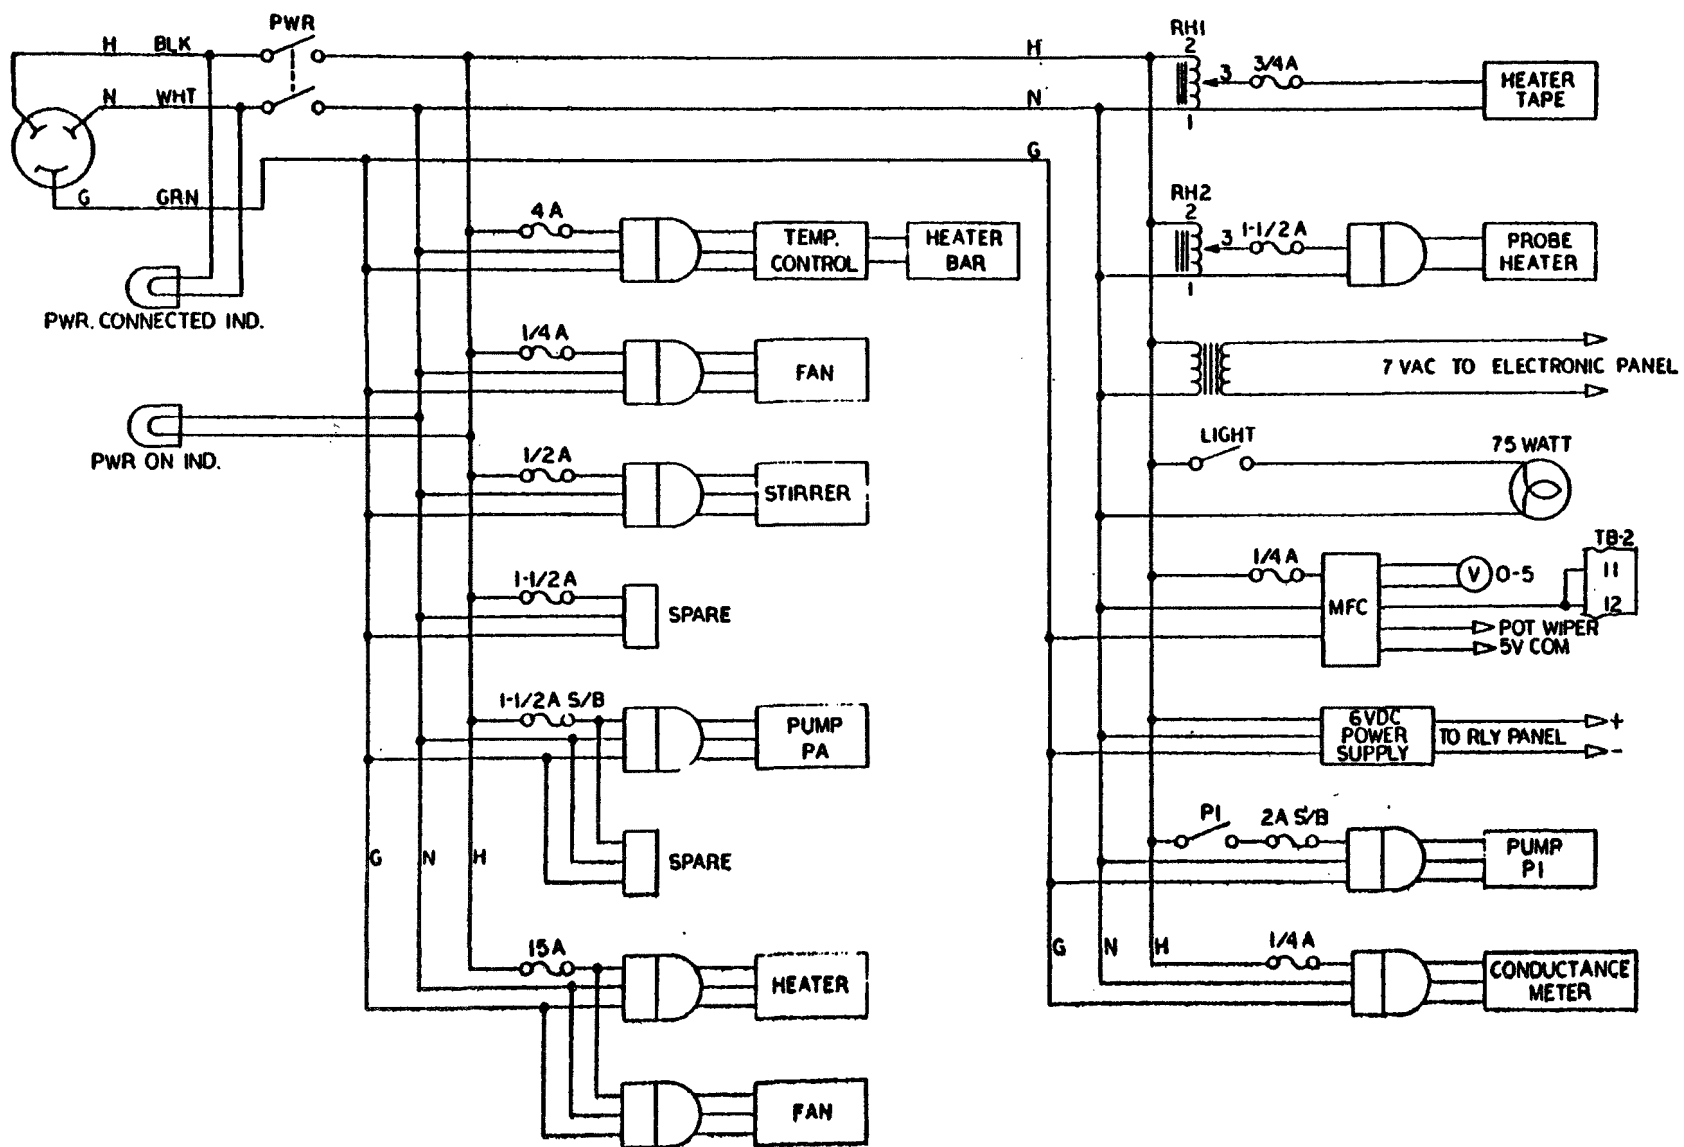 PWR
H BLK
N WHT
G GRN
PWR. CONNECTED IND.
PWR ON IND.
4 A
TEMP.
CONTROL
HEATER
BAR
1/4 A
FAN
1/2 A
STIRRER
1-1/2 A
SPARE
1-1/2 A S/B
PUMP
PA
SPARE
G N H
15 A
HEATER
FAN
H
N
G
RH1
2
3
1
3/4 A
HEATER
TAPE
RH2
2
3
1
1-1/2 A
PROBE
HEATER
7 VAC TO ELECTRONIC PANEL
LIGHT
75 WATT
1/4 A
MFC
V 0-5
TB-2
11
12
POT WIPER
5V COM
6VDC
POWER
SUPPLY
TO RLY PANEL
+
-
P1
2A S/B
PUMP
P1
G N H
1/4 A
CONDUCTANCE
METER